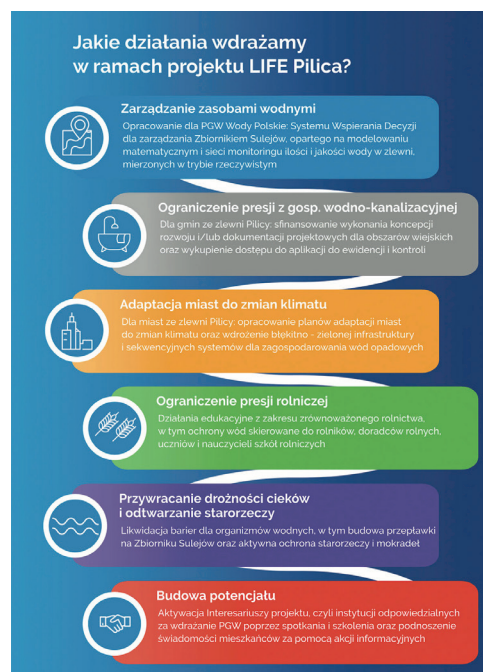 Jakie działania wdrażamy
w ramach projektu LIFE Pilica?
Zarządzanie zasobami wodnymi
Opracowanie dla PGW Wody Polskie: Systemu Wspierania Decyzji
dla zarządzania Zbiornikiem Sulejów, opartego na modelowaniu
matematycznym i sieci monitoringu ilości i jakości wody w zlewni,
mierzonych w trybie rzeczywistym
Ograniczenie presji z gosp. wodno-kanalizacyjnej
Dla gmin ze zlewni Pilicy: sfinansowanie wykonania koncepcji
rozwoju i/lub dokumentacji projektowych dla obszarów wiejskich
oraz wykupienie dostępu do aplikacji do ewidencji i kontroli
Adaptacja miast do zmian klimatu
Dla miast ze zlewni Pilicy: opracowanie planów adaptacji miast
do zmian klimatu oraz wdrożenie błękitno - zielonej infrastruktury
i sekwencyjnych systemów dla zagospodarowania wód opadowych
Ograniczenie presji rolniczej
Działania edukacyjne z zakresu zrównoważonego rolnictwa,
w tym ochrony wód skierowane do rolników, doradców rolnych,
uczniów i nauczycieli szkół rolniczych
Przywracanie drożności cieków
i odtwarzanie starorzeczy
Likwidacja barier dla organizmów wodnych, w tym budowa przepławki
na Zbiorniku Sulejów oraz aktywna ochrona starorzeczy i mokradeł
Budowa potencjału
Aktywacja Interesariuszy projektu, czyli instytucji odpowiedzialnych
za wdrażanie PGW poprzez spotkania i szkolenia oraz podnoszenie
świadomości mieszkańców za pomocą akcji informacyjnych